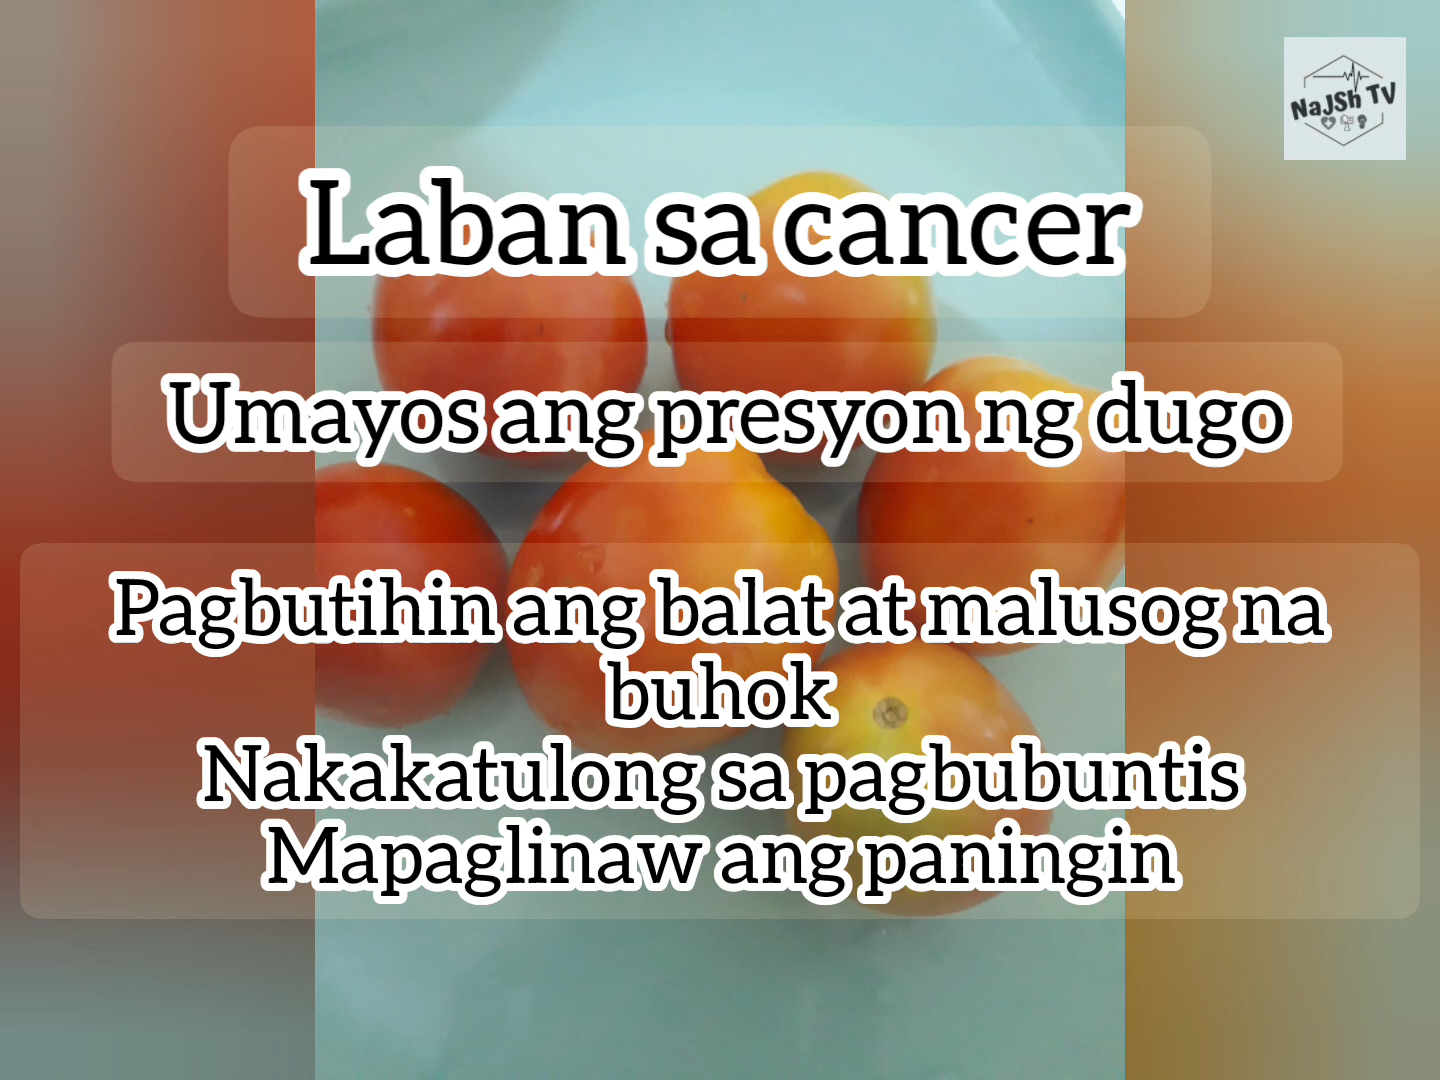 NaJSh TV
Laban sa cancer
Umayos ang presyon ng dugo
Pagbutihin ang balat at malusog na
buhok
Nakakatulong sa pagbubuntis
Mapaglinaw ang paningin